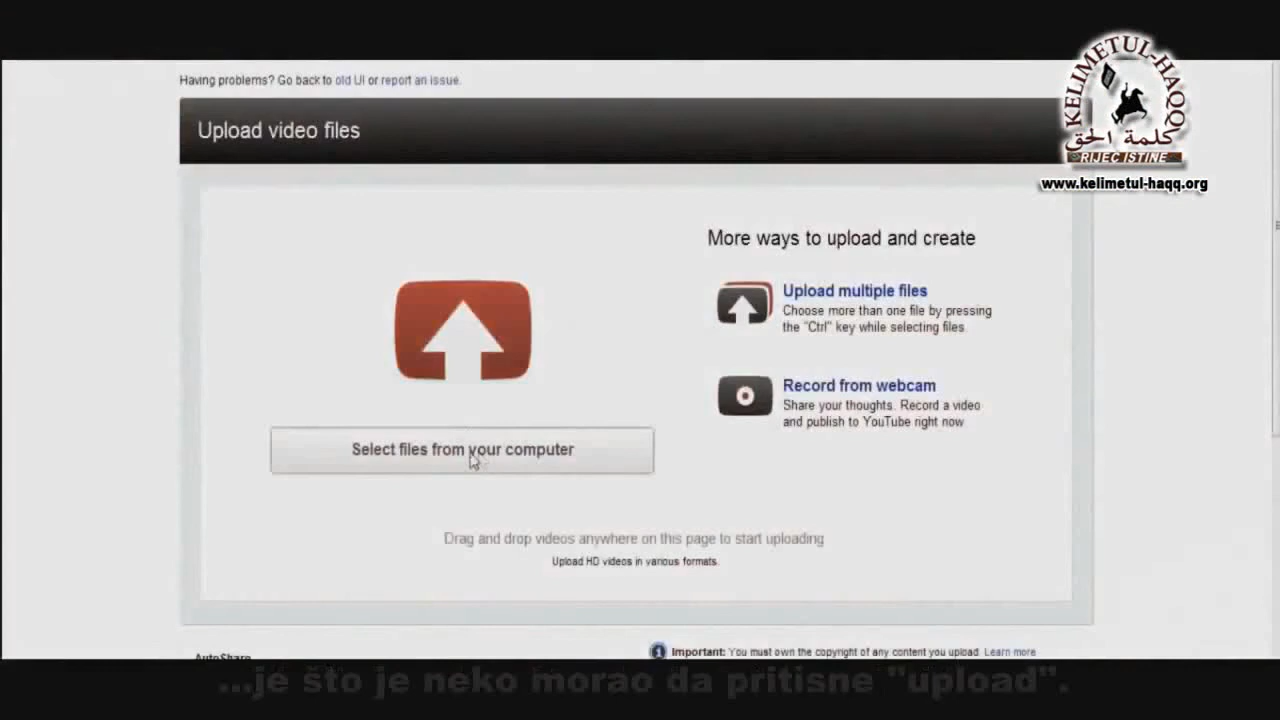 Having problems? Go back to old UI or report an issue.
Upload video files
KELIMETUL-HAQQ
كلمة الحق
RIJEC ISTINE
www.kelimetul-haqq.org
More ways to upload and create
Upload multiple files
Choose more than one file by pressing
the "Ctrl" key while selecting files
Record from webcam
Share your thoughts. Record a video
and publish to YouTube right now
Select files from your computer
Drag and drop videos anywhere on this page to start uploading
Upload HD videos in various formats.
AutoShare
Important: You must own the copyright of any content you upload. Learn more
...je što je neko morao da pritisne "upload".